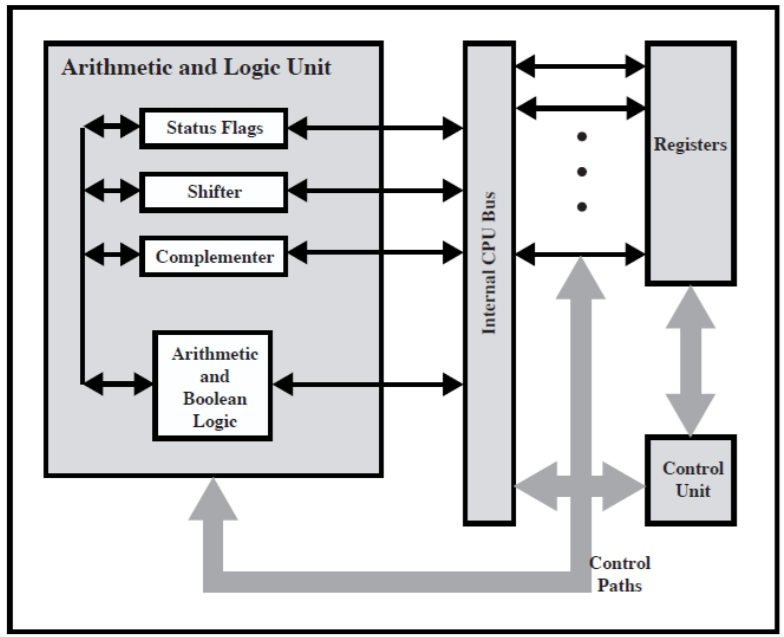 Arithmetic and Logic Unit
Status Flags
Shifter
Complementer
Arithmetic
and
Boolean
Logic
Internal CPU Bus
Registers
Control
Unit
Control
Paths